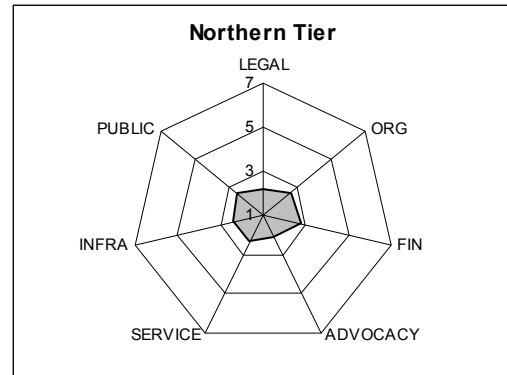 Northern Tier
LEGAL
7
PUBLIC
5
ORG
3
1
INFRA
FIN
SERVICE
ADVOCACY